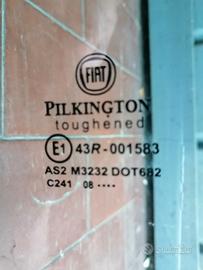 FIAT
PILKINGTON
toughened
E1 43R-001583
AS2 M3232 DOT682
C241 08 ....